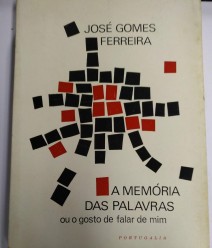 JOSÉ GOMES
FERREIRA
A MEMÓRIA
DAS PALAVRAS
ou o gosto de falar de mim
PORTUGÁLIA